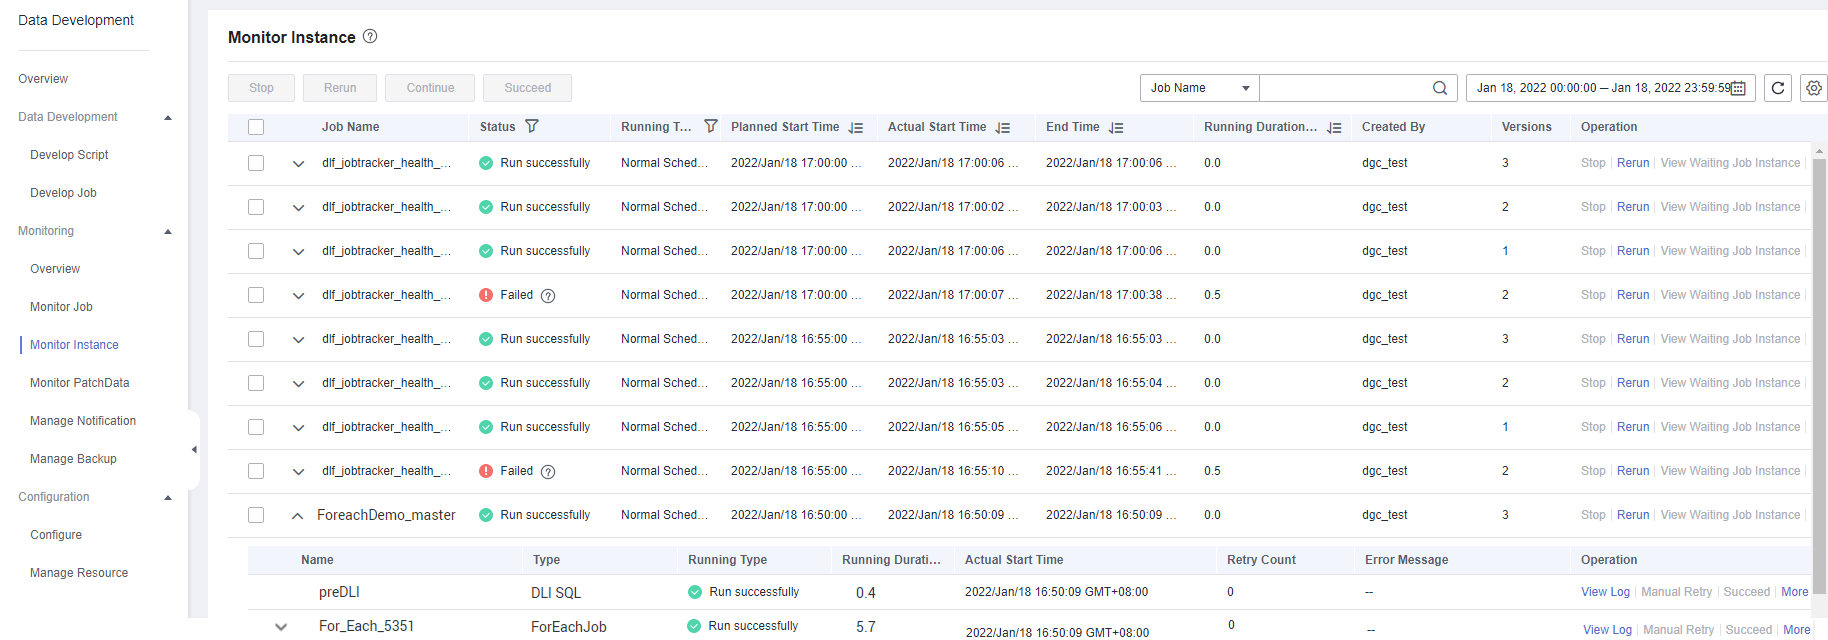 Data Development
Overview
Data Development
Develop Script
Develop Job
Monitoring
Overview
Monitor Job
Monitor Instance
Monitor PatchData
Manage Notification
Manage Backup
Configuration
Configure
Manage Resource
Monitor Instance
Stop Rerun Continue Succeed Job Name Jan 18, 2022 00:00:00 – Jan 18, 2022 23:59:59
Job Name Status Running T... Planned Start Time Actual Start Time End Time Running Duration... Created By Versions Operation
dlf_jobtracker_health_... Run successfully Normal Sched... 2022/Jan/18 17:00:00 ... 2022/Jan/18 17:00:06 ... 2022/Jan/18 17:00:06 ... 0.0 dgc_test 3 Stop Rerun View Waiting Job Instance
dlf_jobtracker_health_... Run successfully Normal Sched... 2022/Jan/18 17:00:00 ... 2022/Jan/18 17:00:02 ... 2022/Jan/18 17:00:03 ... 0.0 dgc_test 2 Stop Rerun View Waiting Job Instance
dlf_jobtracker_health_... Run successfully Normal Sched... 2022/Jan/18 17:00:00 ... 2022/Jan/18 17:00:06 ... 2022/Jan/18 17:00:06 ... 0.0 dgc_test 1 Stop Rerun View Waiting Job Instance
dlf_jobtracker_health_... Failed Normal Sched... 2022/Jan/18 17:00:00 ... 2022/Jan/18 17:00:07 ... 2022/Jan/18 17:00:38 ... 0.5 dgc_test 2 Stop Rerun View Waiting Job Instance
dlf_jobtracker_health_... Run successfully Normal Sched... 2022/Jan/18 16:55:00 ... 2022/Jan/18 16:55:03 ... 2022/Jan/18 16:55:03 ... 0.0 dgc_test 3 Stop Rerun View Waiting Job Instance
dlf_jobtracker_health_... Run successfully Normal Sched... 2022/Jan/18 16:55:00 ... 2022/Jan/18 16:55:03 ... 2022/Jan/18 16:55:04 ... 0.0 dgc_test 2 Stop Rerun View Waiting Job Instance
dlf_jobtracker_health_... Run successfully Normal Sched... 2022/Jan/18 16:55:00 ... 2022/Jan/18 16:55:05 ... 2022/Jan/18 16:55:06 ... 0.0 dgc_test 1 Stop Rerun View Waiting Job Instance
dlf_jobtracker_health_... Failed Normal Sched... 2022/Jan/18 16:55:00 ... 2022/Jan/18 16:55:10 ... 2022/Jan/18 16:55:41 ... 0.5 dgc_test 2 Stop Rerun View Waiting Job Instance
ForeachDemo_master Run successfully Normal Sched... 2022/Jan/18 16:50:00 ... 2022/Jan/18 16:50:09 ... 2022/Jan/18 16:50:09 ... 0.0 dgc_test 3 Stop Rerun View Waiting Job Instance
Name Type Running Type Running Durati... Actual Start Time Retry Count Error Message Operation
preDLI DLI SQL Run successfully 0.4 2022/Jan/18 16:50:09 GMT+08:00 0 -- View Log Manual Retry Succeed More
For_Each_5351 ForEachJob Run successfully 5.7 2022/Jan/18 16:50:09 GMT+08:00 0 -- View Log Manual Retry Succeed More